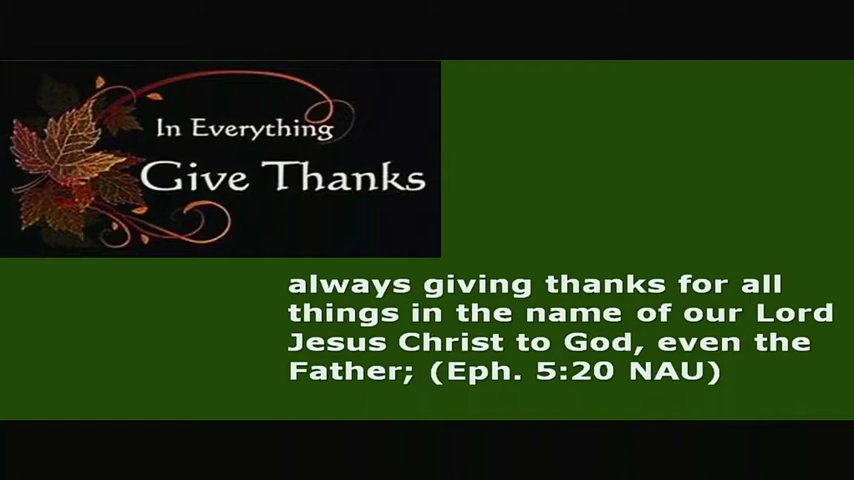 In Everything
Give Thanks
always giving thanks for all
things in the name of our Lord
Jesus Christ to God, even the
Father; (Eph. 5:20 NAU)